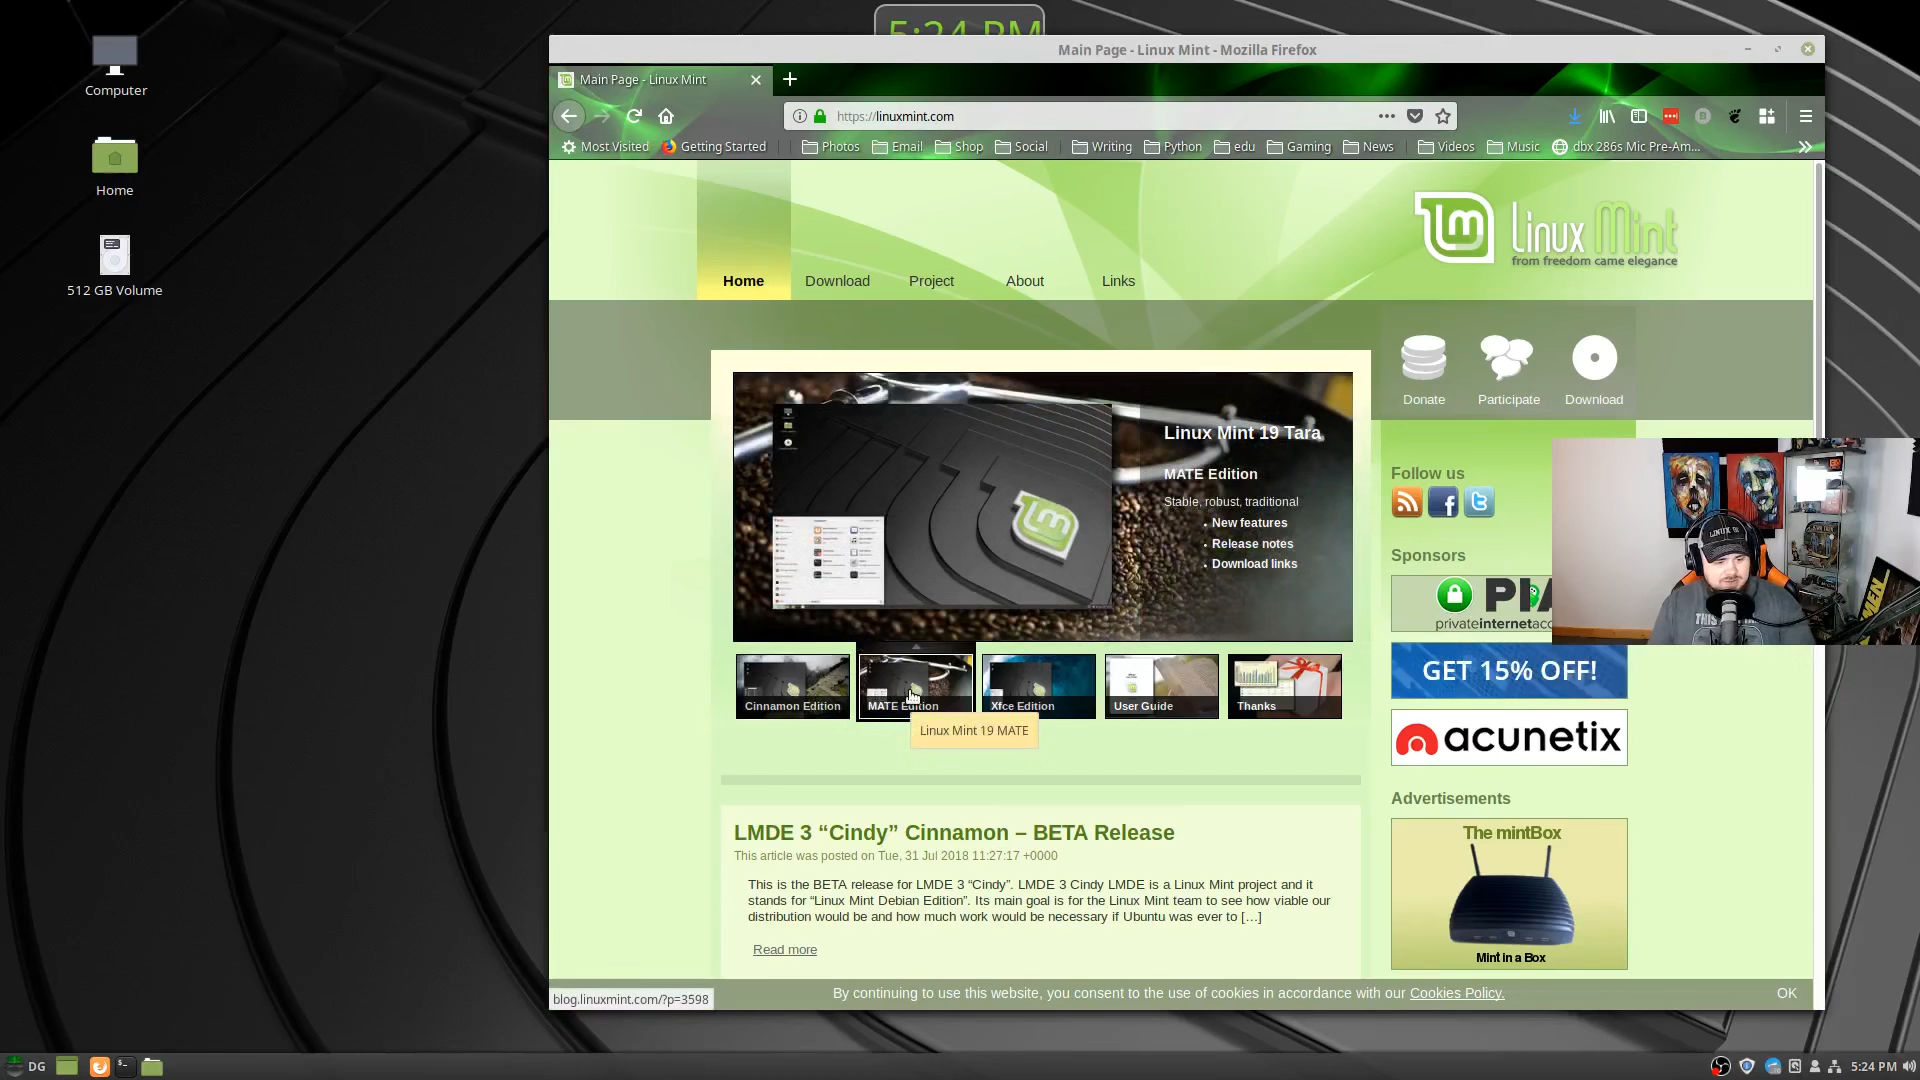 5:24 PM
Computer
Home
512 GB Volume
Main Page - Linux Mint - Mozilla Firefox
Main Page - Linux Mint
https://linuxmint.com
Most Visited Getting Started Photos Email Shop Social Writing Python edu Gaming News Videos Music dbx 286s Mic Pre-Am...
Linux Mint
from freedom came elegance
Home Download Project About Links
Donate Participate Download
Linux Mint 19 Tara
MATE Edition
Stable, robust, traditional
New features
Release notes
Download links
Cinnamon Edition MATE Edition Xfce Edition User Guide Thanks
Linux Mint 19 MATE
Follow us
Sponsors
PIA
privateinternetacc
GET 15% OFF!
acunetix
Advertisements
The mintBox
Mint in a Box
LMDE 3 “Cindy” Cinnamon – BETA Release
This article was posted on Tue, 31 Jul 2018 11:27:17 +0000
This is the BETA release for LMDE 3 “Cindy”. LMDE 3 Cindy LMDE is a Linux Mint project and it
stands for “Linux Mint Debian Edition”. Its main goal is for the Linux Mint team to see how viable our
distribution would be and how much work would be necessary if Ubuntu was ever to […]
Read more
blog.linuxmint.com/?p=3598
By continuing to use this website, you consent to the use of cookies in accordance with our Cookies Policy.
OK
DG
5:24 PM